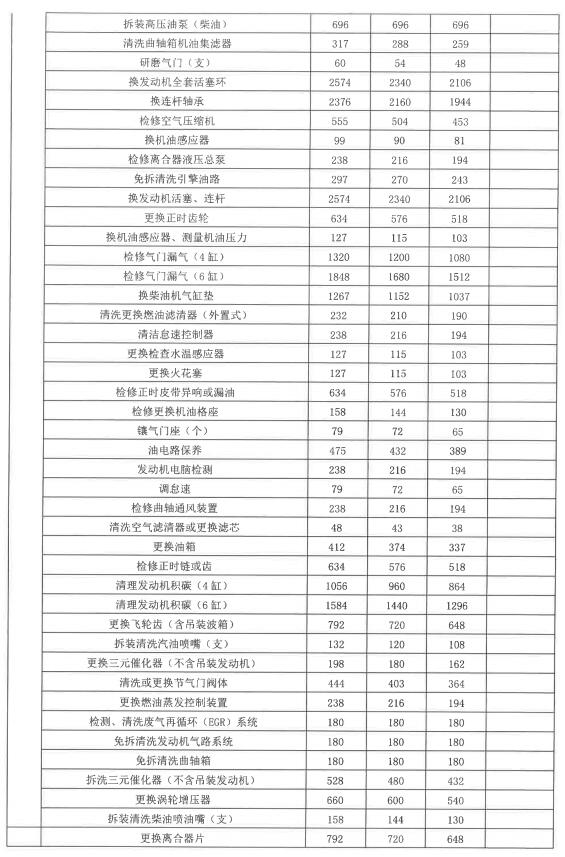 拆装高压油泵（柴油） 696 696 696
清洗曲轴箱机油集滤器 317 288 259
研磨气门（支） 60 54 48
换发动机全套活塞环 2574 2340 2106
换连杆轴承 2376 2160 1944
检修空气压缩机 555 504 453
换机油感应器 99 90 81
检修离合器液压总泵 238 216 194
免拆清洗引擎油路 297 270 243
换发动机活塞、连杆 2574 2340 2106
更换正时齿轮 634 576 518
换机油感应器、测量机油压力 127 115 103
检修气门漏气（4缸） 1320 1200 1080
检修气门漏气（6缸） 1848 1680 1512
换柴油机气缸垫 1267 1152 1037
清洗更换燃油滤清器（外置式） 232 210 190
清洁怠速控制器 238 216 194
更换检查水温感应器 127 115 103
更换火花塞 127 115 103
检修正时皮带异响或漏油 634 576 518
检修更换机油格座 158 144 130
镶气门座（个） 79 72 65
油电路保养 475 432 389
发动机电脑检测 238 216 194
调怠速 79 72 65
检修曲轴通风装置 238 216 194
清洗空气滤清器或更换滤芯 48 43 38
更换油箱 412 374 337
检修正时链或齿 634 576 518
清理发动机积碳（4缸） 1056 960 864
清理发动机积碳（6缸） 1584 1440 1296
更换飞轮齿（含吊装波箱） 792 720 648
拆装清洗汽油喷嘴（支） 132 120 108
更换三元催化器（不含吊装发动机） 198 180 162
清洗或更换节气门阀体 444 403 364
更换燃油蒸发控制装置 238 216 194
检测、清洗废气再循环（EGR）系统 180 180 180
免拆清洗发动机气路系统 180 180 180
免拆清洗曲轴箱 180 180 180
拆洗三元催化器（不含吊装发动机） 528 480 432
更换涡轮增压器 660 600 540
拆装清洗柴油喷油嘴（支） 158 144 130
更换离合器片 792 720 648